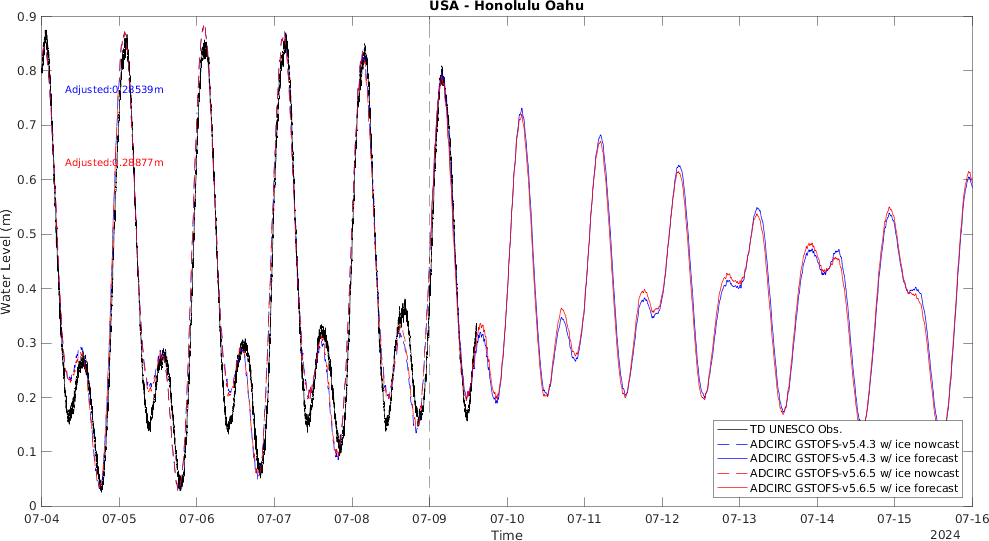 USA - Honolulu Oahu
0.9
0.8
0.7
0.6
0.5
0.4
0.3
0.2
0.1
0
Water Level (m)
Adjusted:0.28539m
Adjusted:0.28877m
TD UNESCO Obs.
ADCIRC GSTOFS-v5.4.3 w/ ice nowcast
ADCIRC GSTOFS-v5.4.3 w/ ice forecast
ADCIRC GSTOFS-v5.6.5 w/ ice nowcast
ADCIRC GSTOFS-v5.6.5 w/ ice forecast
07-04 07-05 07-06 07-07 07-08 07-09 07-10 07-11 07-12 07-13 07-14 07-15 07-16
Time
2024